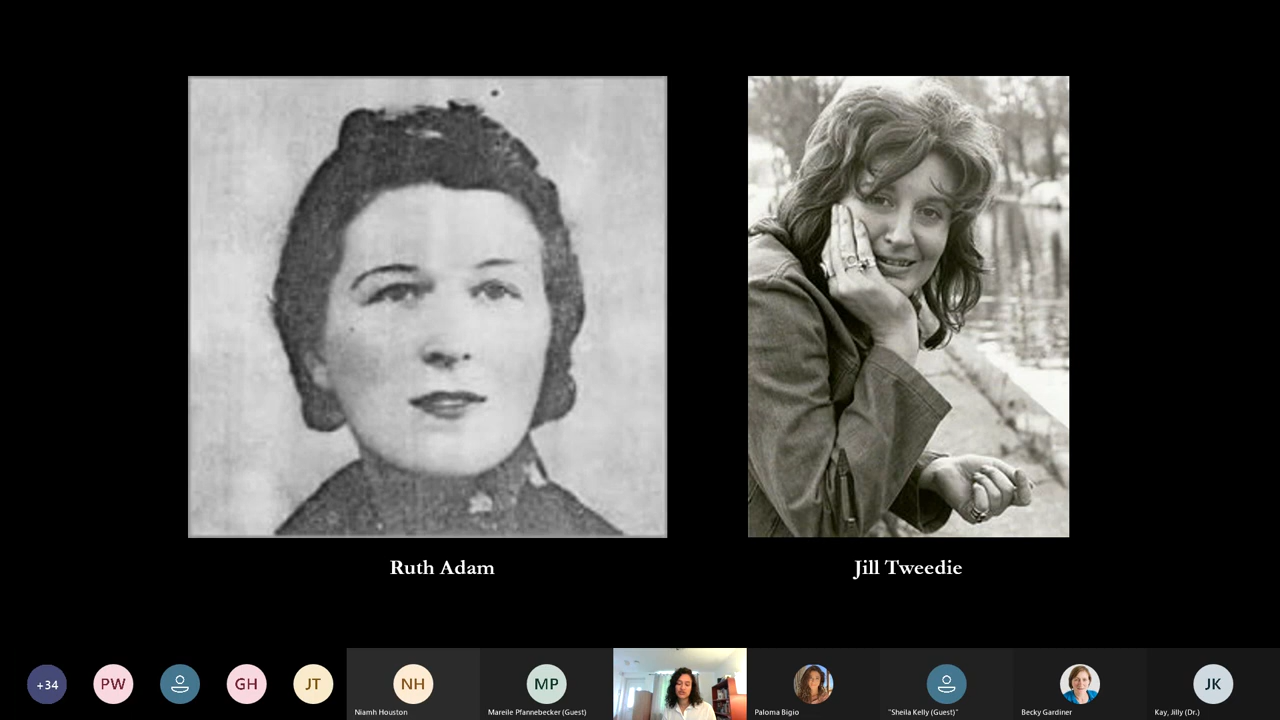 Ruth Adam
Jill Tweedie
+34
PW
GH
JT
NH
MP
JK
Niamh Houston
Mareile Pfannebecker (Guest)
Paloma Bigio
"Sheila Kelly (Guest)"
Becky Gardiner
Kay, Jilly (Dr.)